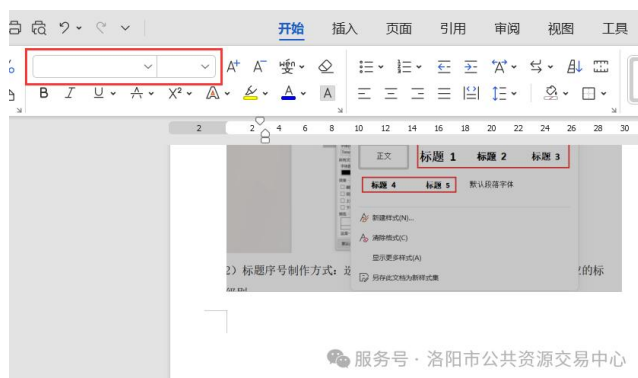 开始 插入 页面 引用 审阅 视图 工具
A+ A- wén
B I U A X² A A A
2 2 4 6 8 10 12 14 16 18 20 22 24 26 28 30
正文 标题 1 标题 2 标题 3
标题 4 标题 5 默认段落字体
新建样式(N)...
清除格式(C)
显示更多样式(A)
2）标题序号制作方式：
的标
另存此文档为新样式集
服务号 · 洛阳市公共资源交易中心